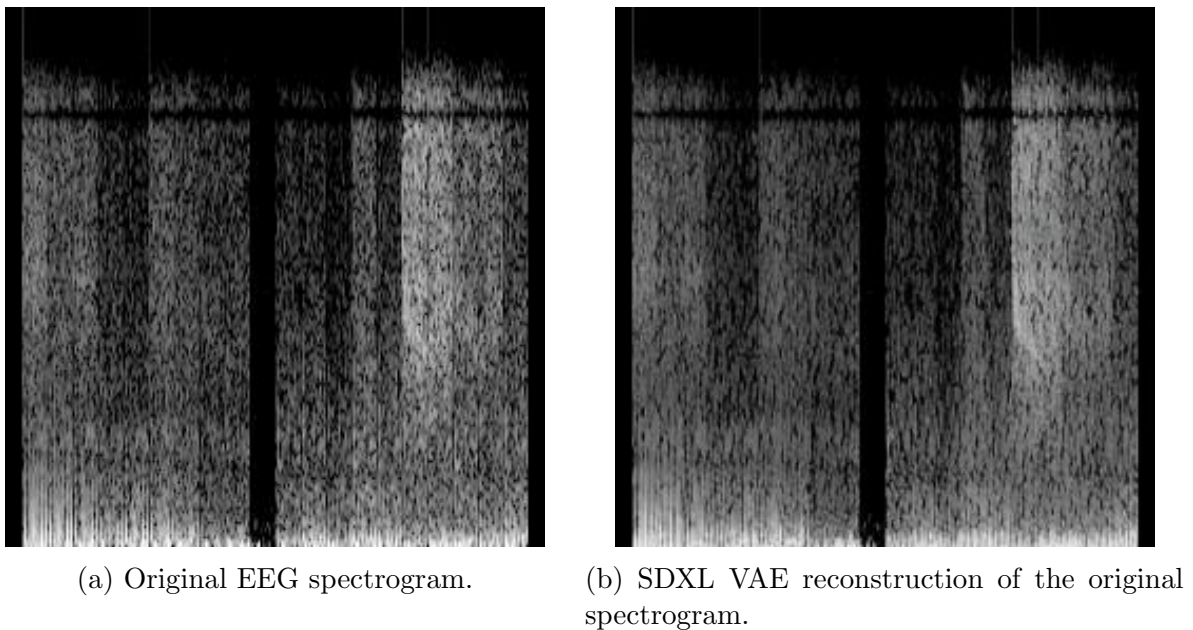 (a) Original EEG spectrogram.
(b) SDXL VAE reconstruction of the original
spectrogram.